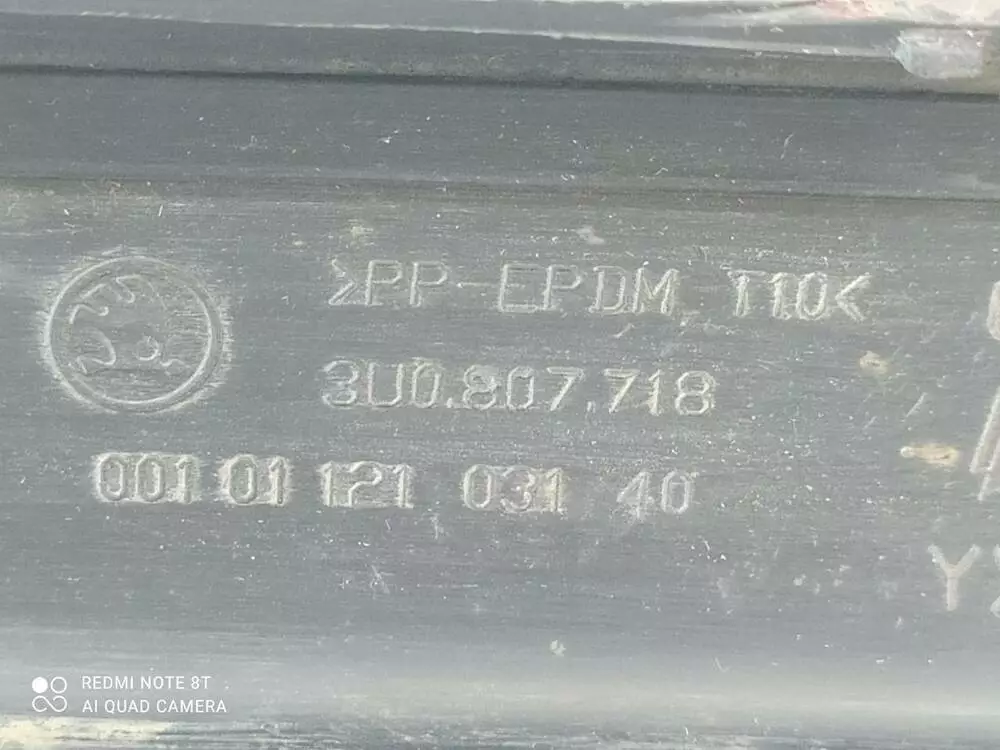 >PP-EPDM T10<
3U0.807.718
001 01 121 031 40
Y
REDMI NOTE 8T
AI QUAD CAMERA